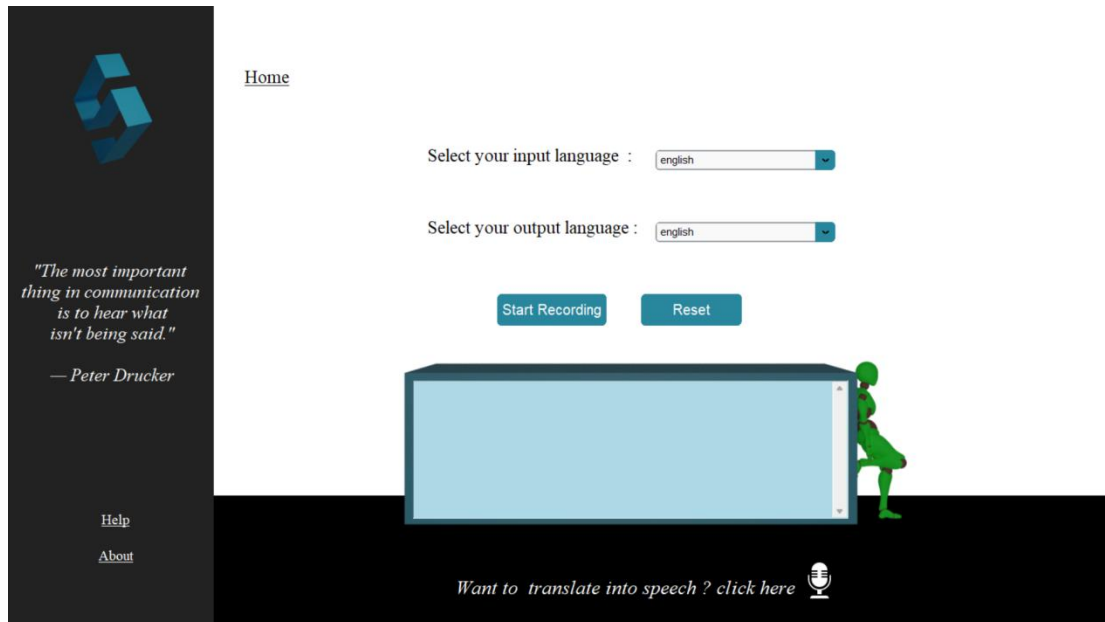 "The most important
thing in communication
is to hear what
isn't being said."
— Peter Drucker
Help
About
Home
Select your input language :
english
Select your output language :
english
Start Recording
Reset
Want to translate into speech ? click here